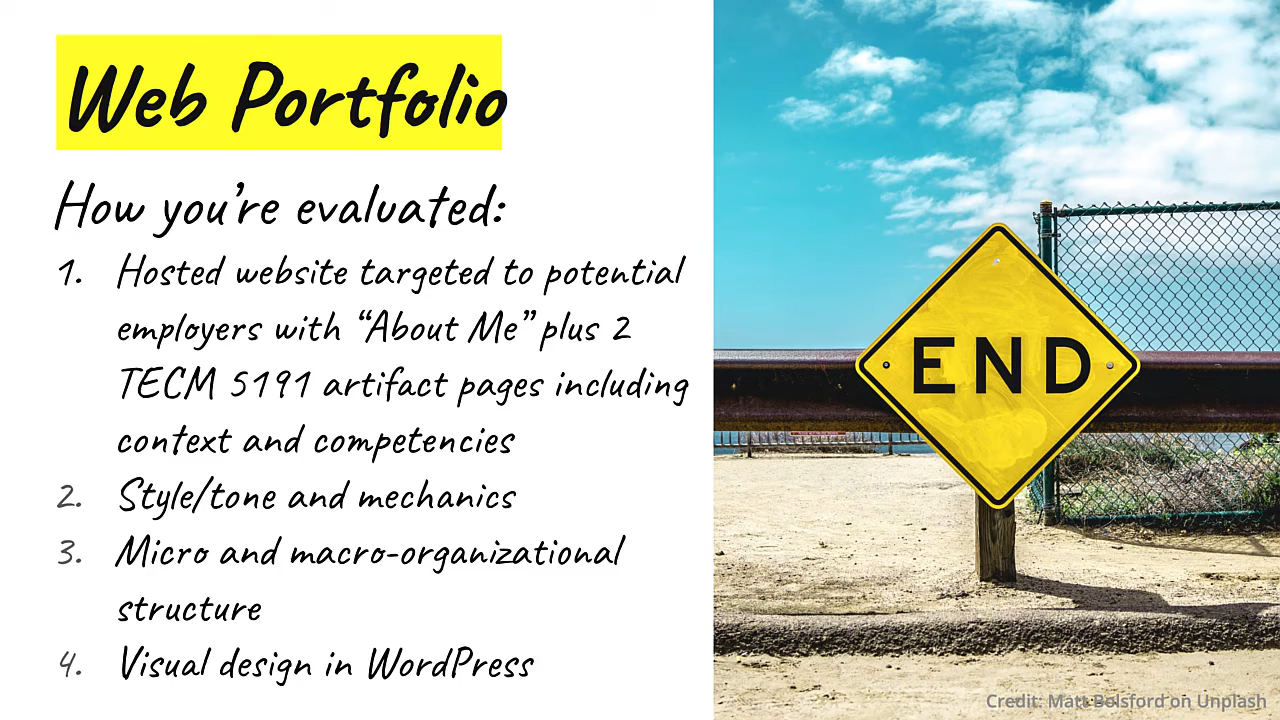 Web Portfolio
How you're evaluated:
1. Hosted website targeted to potential
employers with “About Me” plus 2
TECM 5191 artifact pages including
context and competencies
2. Style/tone and mechanics
3. Micro and macro-organizational
structure
4. Visual design in WordPress
END
Credit: Matt Bolsford on Unplash